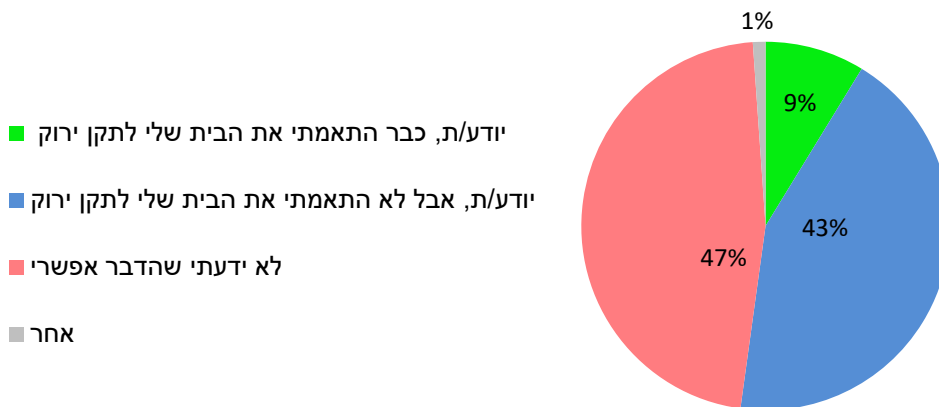 1%
9%
יודע/ת, כבר התאמתי את הבית שלי לתקן ירוק
יודע/ת, אבל לא התאמתי את הבית שלי לתקן ירוק
43%
47%
לא ידעתי שהדבר אפשרי
אחר